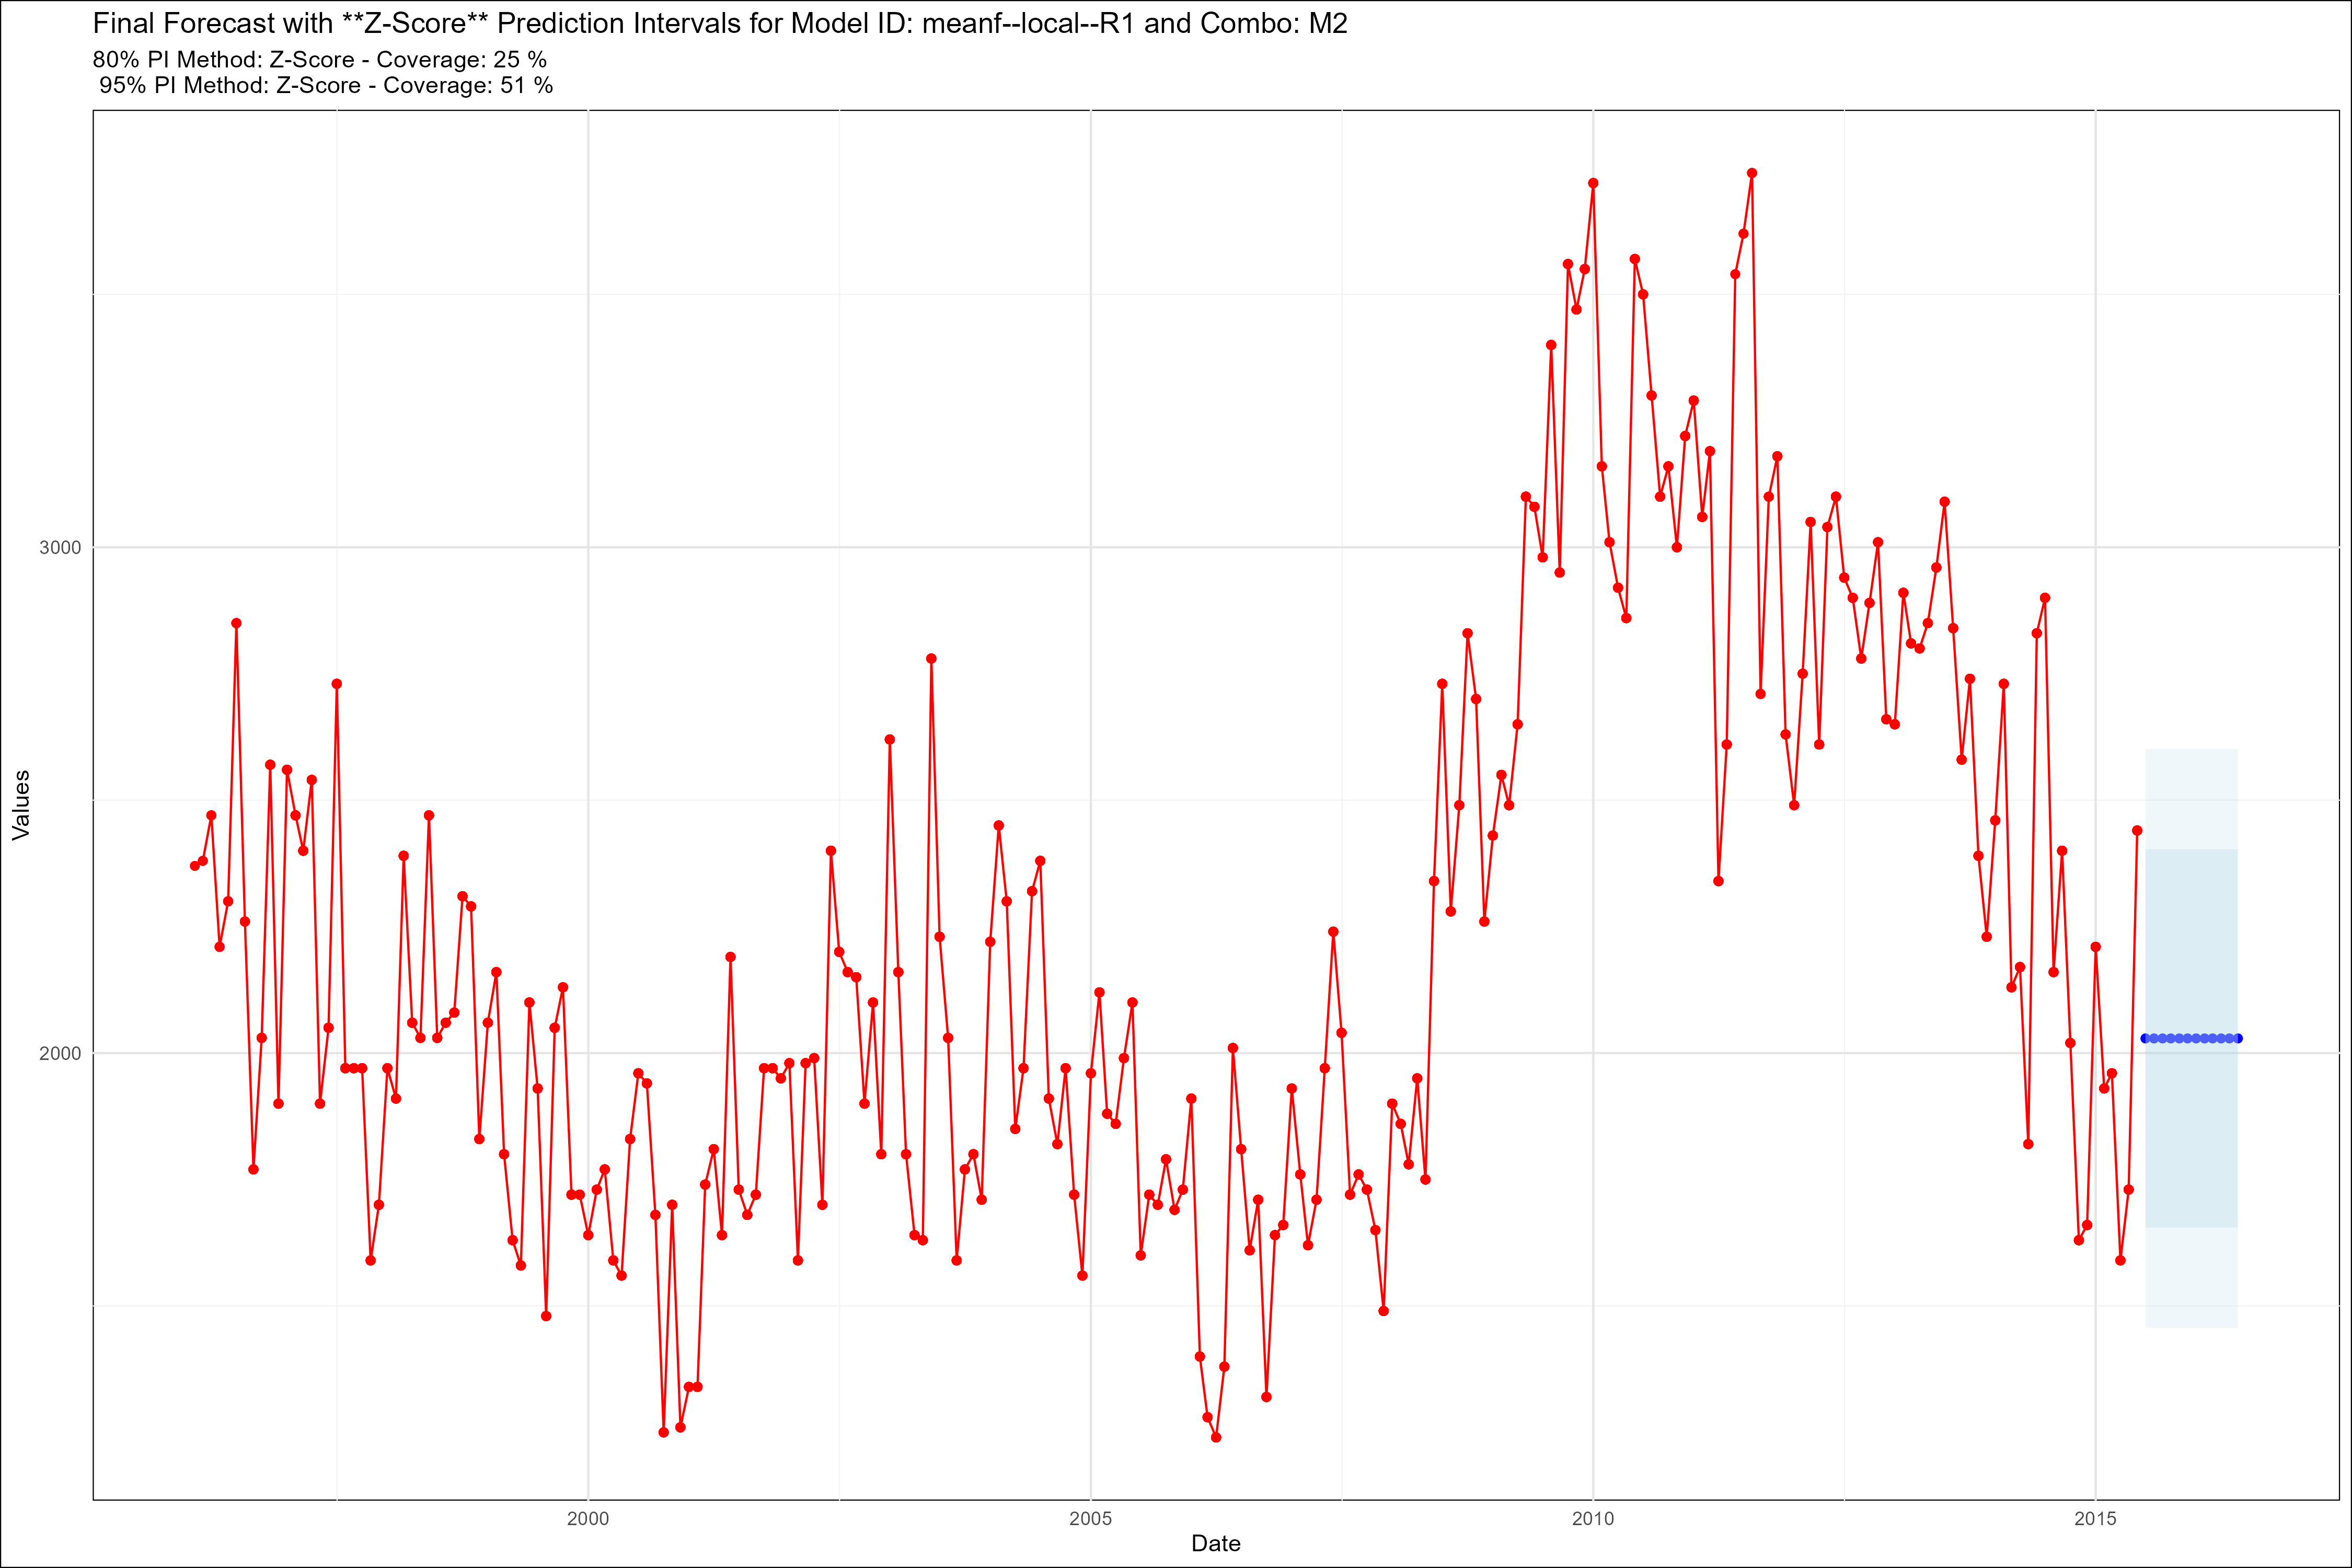 Final Forecast with **Z-Score** Prediction Intervals for Model ID: meanf--local--R1 and Combo: M2
80% PI Method: Z-Score - Coverage: 25 %
95% PI Method: Z-Score - Coverage: 51 %
Values
3000
2000
2000
2005
2010
2015
Date